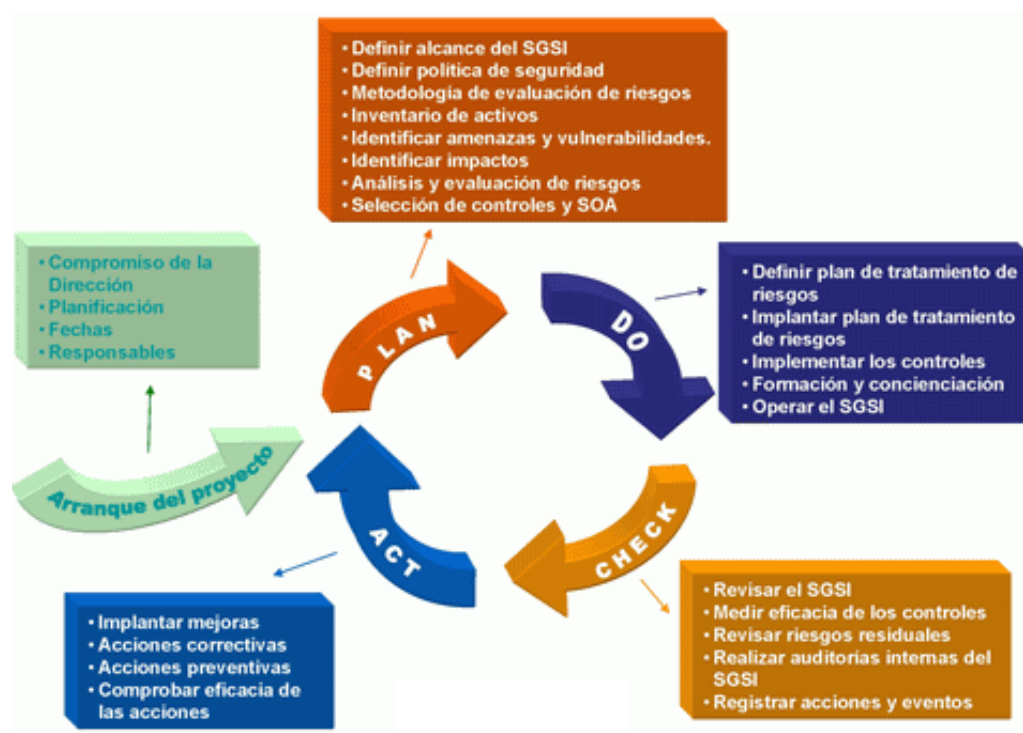 • Definir alcance del SGSI
• Definir política de seguridad
• Metodología de evaluación de riesgos
• Inventario de activos
• Identificar amenazas y vulnerabilidades.
• Identificar impactos
• Análisis y evaluación de riesgos
• Selección de controles y SOA
• Compromiso de la
Dirección
• Planificación
• Fechas
• Responsables
• Definir plan de tratamiento de
riesgos
• Implantar plan de tratamiento
de riesgos
• Implementar los controles
• Formación y concienciación
• Operar el SGSI
Arranque del proyecto
PLAN
DO
CHECK
ACT
• Implantar mejoras
• Acciones correctivas
• Acciones preventivas
• Comprobar eficacia de
las acciones
• Revisar el SGSI
• Medir eficacia de los controles
• Revisar riesgos residuales
• Realizar auditorías internas del
SGSI
• Registrar acciones y eventos